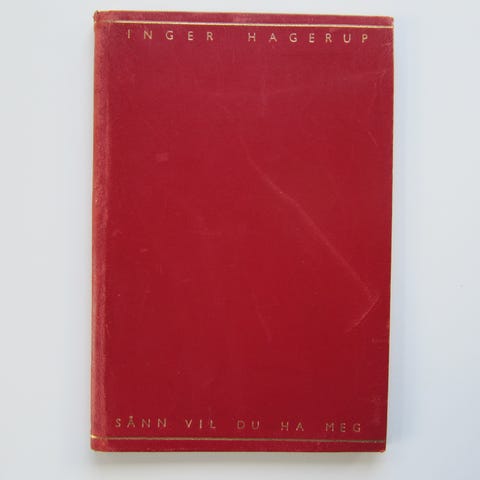 INGER HAGERUP
SÅNN VIL DU HA MEG